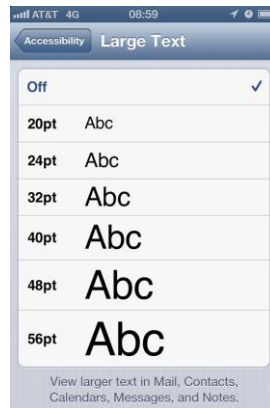 AT&T 4G 08:59
Accessibility Large Text
Off
20pt Abc
24pt Abc
32pt Abc
40pt Abc
48pt Abc
56pt Abc
View larger text in Mail, Contacts,
Calendars, Messages, and Notes.